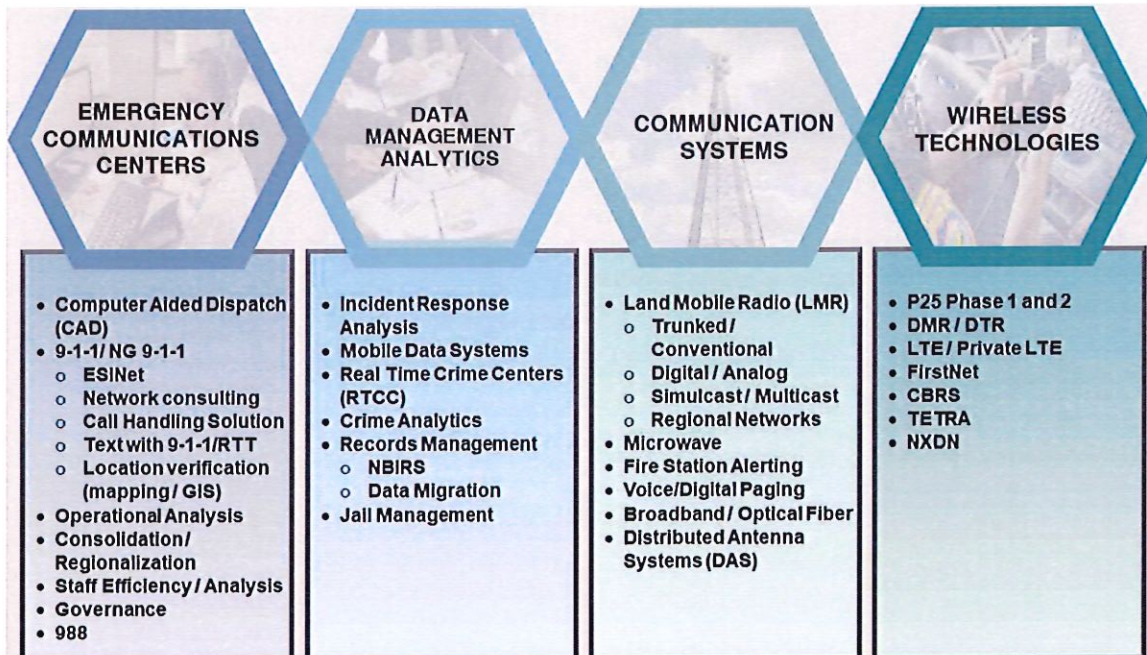 EMERGENCY
COMMUNICATIONS
CENTERS
• Computer Aided Dispatch
(CAD)
• 9-1-1/ NG 9-1-1
o ESINet
o Network consulting
o Call Handling Solution
o Text with 9-1-1/RTT
o Location verification
(mapping / GIS)
• Operational Analysis
• Consolidation /
Regionalization
• Staff Efficiency / Analysis
• Governance
• 988
DATA
MANAGEMENT
ANALYTICS
• Incident Response
Analysis
• Mobile Data Systems
• Real Time Crime Centers
(RTCC)
• Crime Analytics
• Records Management
o NBIRS
o Data Migration
• Jail Management
COMMUNICATION
SYSTEMS
• Land Mobile Radio (LMR)
o Trunked /
Conventional
o Digital / Analog
o Simulcast / Multicast
o Regional Networks
• Microwave
• Fire Station Alerting
• Voice/Digital Paging
• Broadband / Optical Fiber
• Distributed Antenna
Systems (DAS)
WIRELESS
TECHNOLOGIES
• P25 Phase 1 and 2
• DMR / DTR
• LTE / Private LTE
• FirstNet
• CBRS
• TETRA
• NXDN